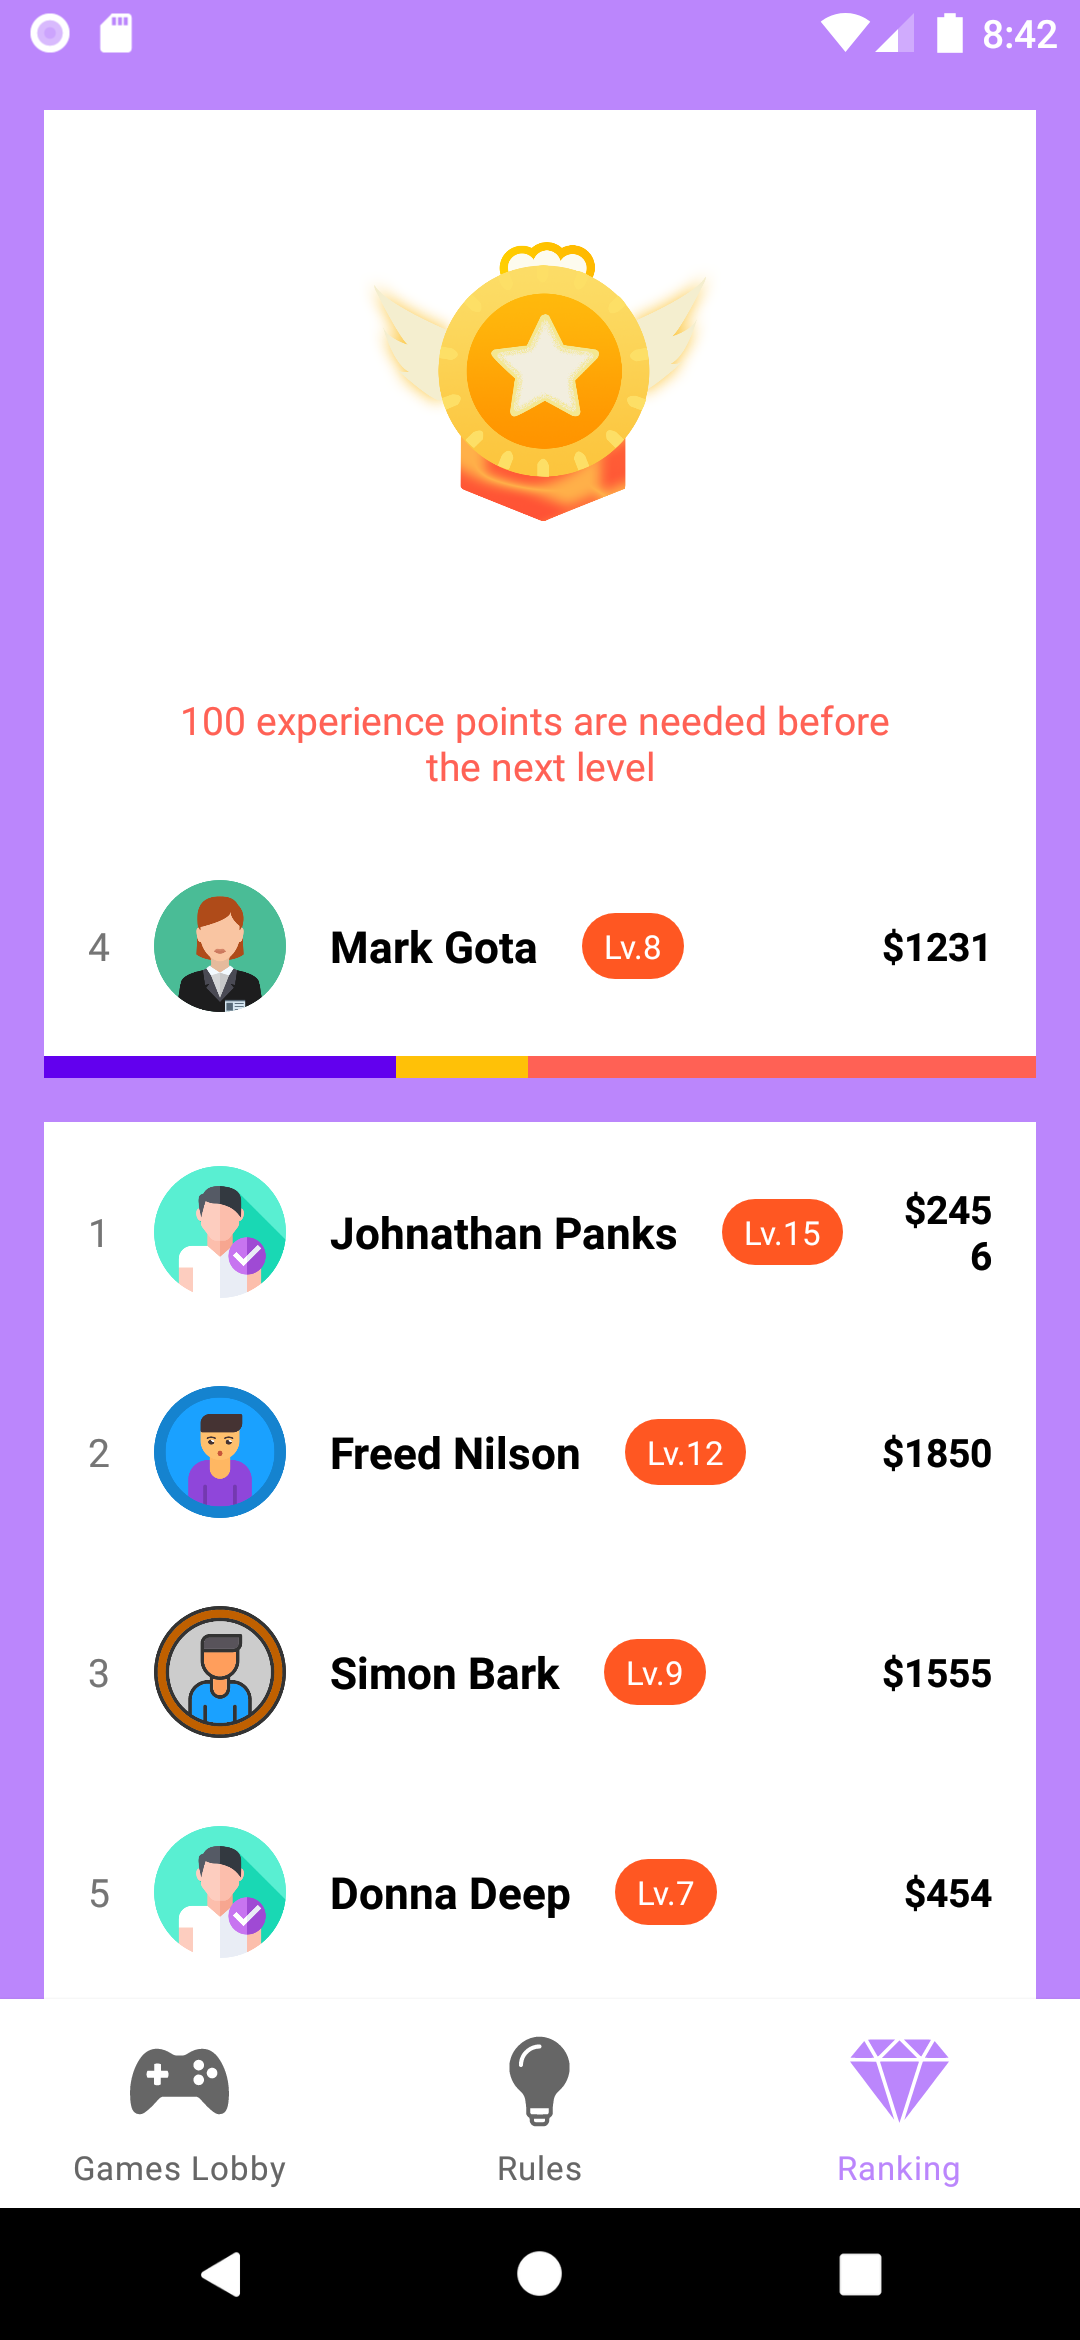 8:42
100 experience points are needed before
the next level
4 Mark Gota Lv.8 $1231
1 Johnathan Panks Lv.15 $245
6
2 Freed Nilson Lv.12 $1850
3 Simon Bark Lv.9 $1555
5 Donna Deep Lv.7 $454
Games Lobby Rules Ranking